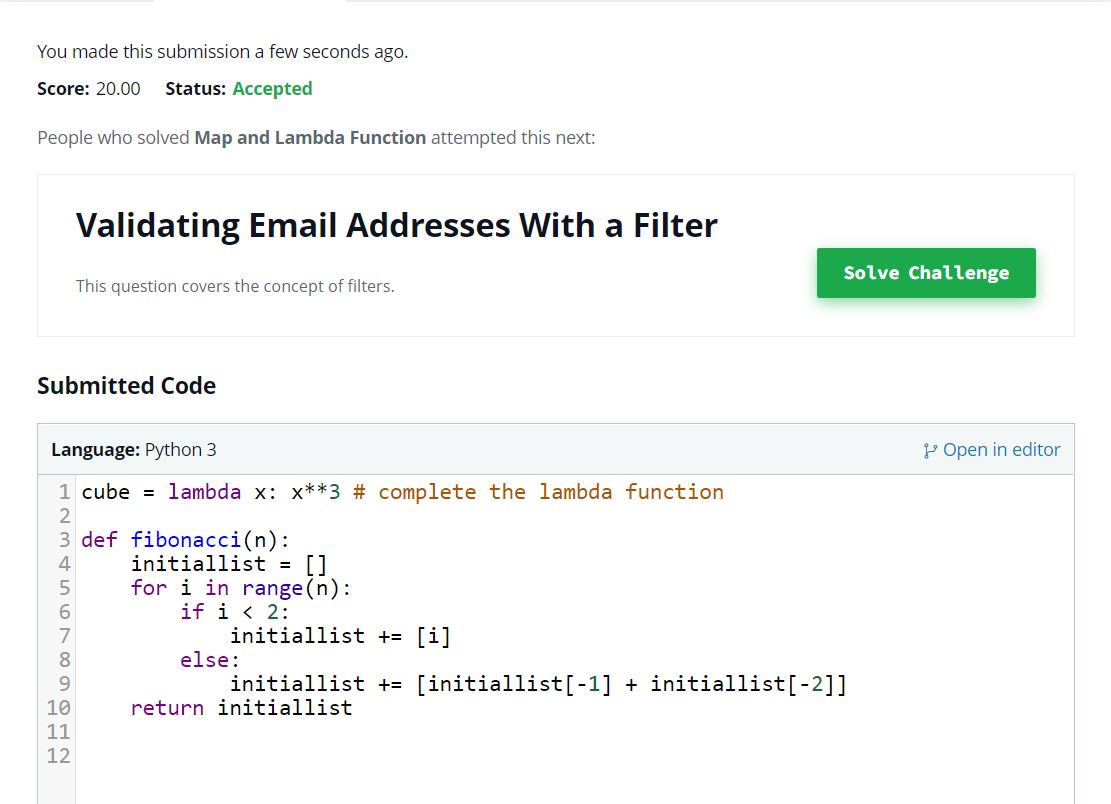 You made this submission a few seconds ago.
Score: 20.00 Status: Accepted
People who solved Map and Lambda Function attempted this next:
Validating Email Addresses With a Filter
This question covers the concept of filters.
Solve Challenge
Submitted Code
Language: Python 3 Open in editor
1 cube = lambda x: x**3 # complete the lambda function
2
3 def fibonacci(n):
4     initiallist = []
5     for i in range(n):
6         if i < 2:
7             initiallist += [i]
8         else:
9             initiallist += [initiallist[-1] + initiallist[-2]]
10     return initiallist
11
12